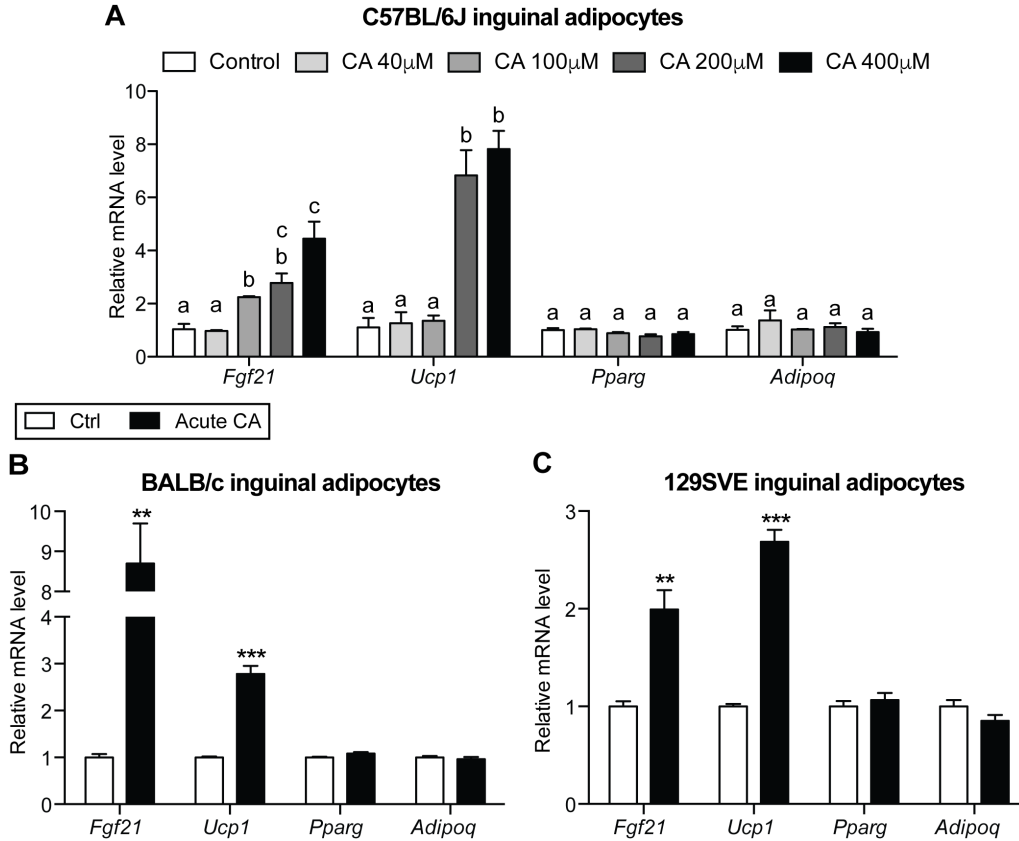 A
C57BL/6J inguinal adipocytes
Control CA 40μM CA 100μM CA 200μM CA 400μM
Relative mRNA level
10
8
6
4
2
0
a a b c b c
a a a b b
a a a a a
a a a a a
Fgf21 Ucp1 Pparg Adipoq
Ctrl Acute CA
B
BALB/c inguinal adipocytes
Relative mRNA level
10
9
8
4
3
2
1
0
** ***
Fgf21 Ucp1 Pparg Adipoq
C
129SVE inguinal adipocytes
Relative mRNA level
3
2
1
0
** ***
Fgf21 Ucp1 Pparg Adipoq